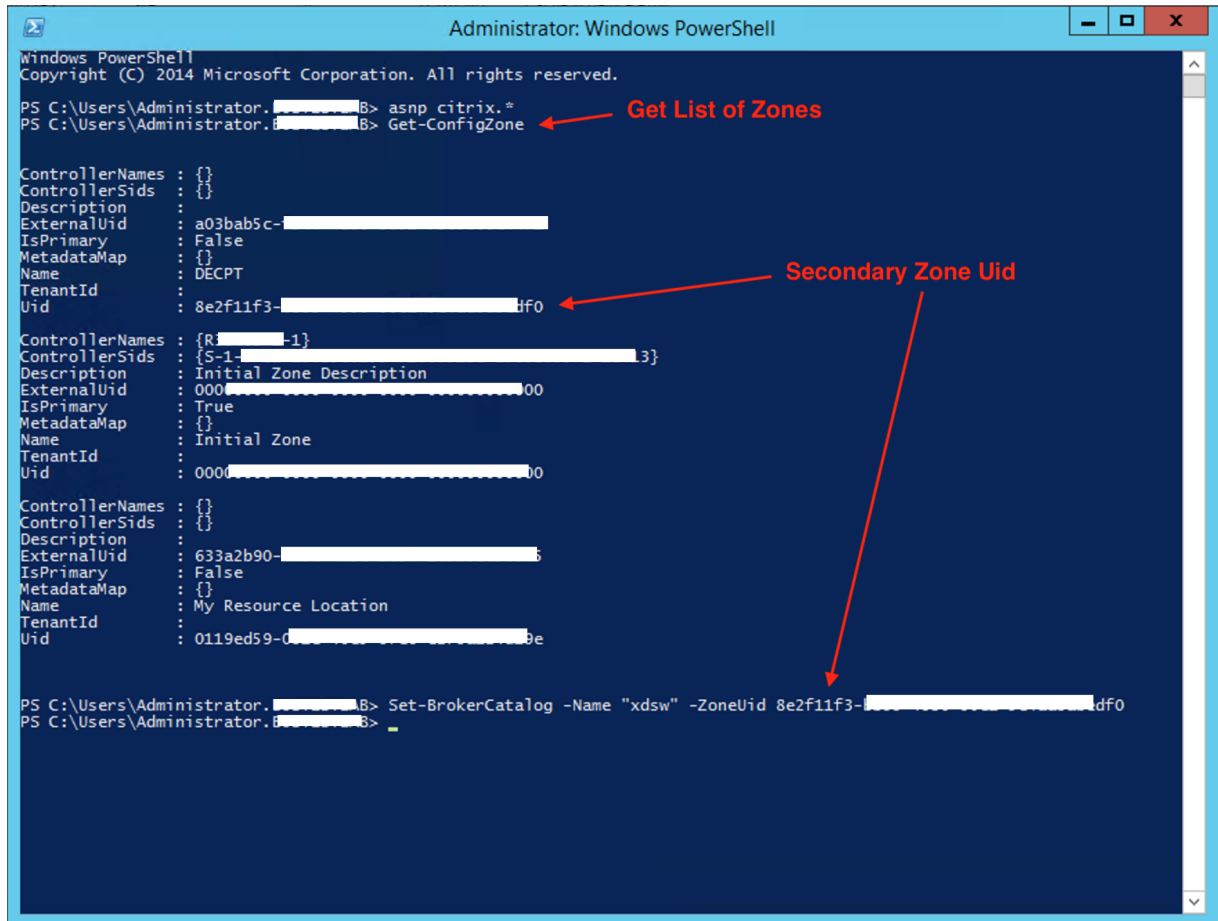 Administrator: Windows PowerShell
Windows PowerShell
Copyright (C) 2014 Microsoft Corporation. All rights reserved.
PS C:\Users\Administrator. B> asnp citrix.*
PS C:\Users\Administrator. B> Get-ConfigZone
Get List of Zones
ControllerNames : {}
ControllerSids : {}
Description :
ExternalUid : a03bab5c-
IsPrimary : False
MetadataMap : {}
Name : DECPT
TenantId :
Uid : 8e2f11f3- df0
Secondary Zone Uid
ControllerNames : {R -1}
ControllerSids : {S-1- 13}
Description : Initial Zone Description
ExternalUid : 0000 00
IsPrimary : True
MetadataMap : {}
Name : Initial Zone
TenantId :
Uid : 0000 00
ControllerNames : {}
ControllerSids : {}
Description :
ExternalUid : 633a2b90-
IsPrimary : False
MetadataMap : {}
Name : My Resource Location
TenantId :
Uid : 0119ed59- 9e
PS C:\Users\Administrator. AB> Set-BrokerCatalog -Name "xdsw" -ZoneUid 8e2f11f3- df0
PS C:\Users\Administrator. B>